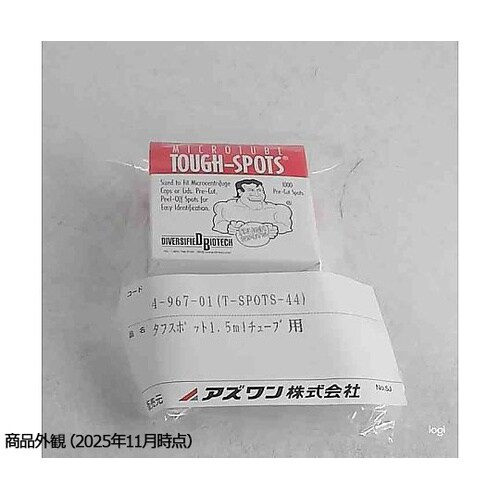 MICROTUBE
TOUGH-SPOTS®
Sized to Fit Microcentrifuge
Caps or Lids. Pre-Cut,
Peel-Off Spots for
Easy Identification.
1000
Pre-Cut Spots
DIVERSIFIED BIOTECH
コード
4-967-01(T-SPOTS-44)
品名
タフスポット1.5mlチューブ用
販売元
アズワン株式会社
logi
商品外観 (2025年11月時点)